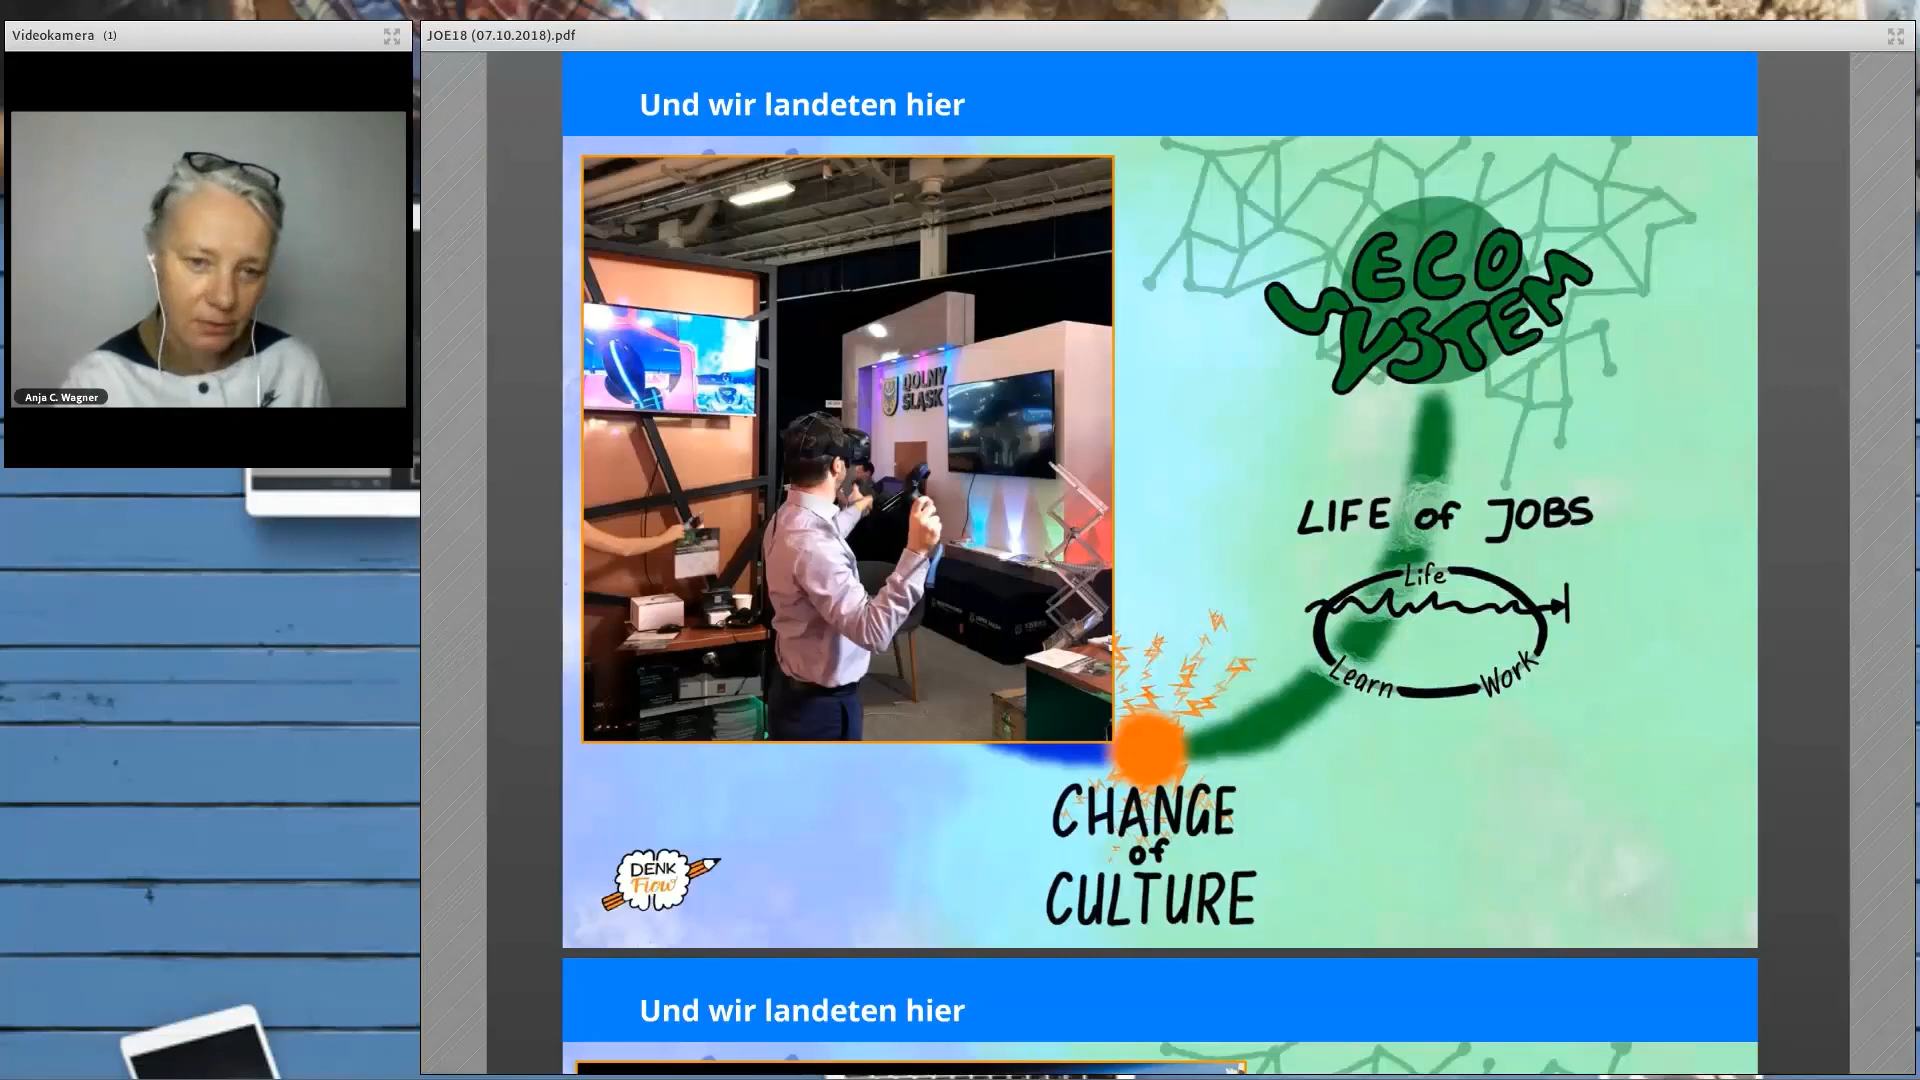 Videokamera (1)
JOE18 (07.10.2018).pdf
Anja C. Wagner
Und wir landeten hier
DOLNY
ŚLĄSK
ECO
SYSTEM
LIFE of JOBS
Life
Learn
Work
CHANGE
of
CULTURE
DENK
Flow
Und wir landeten hier